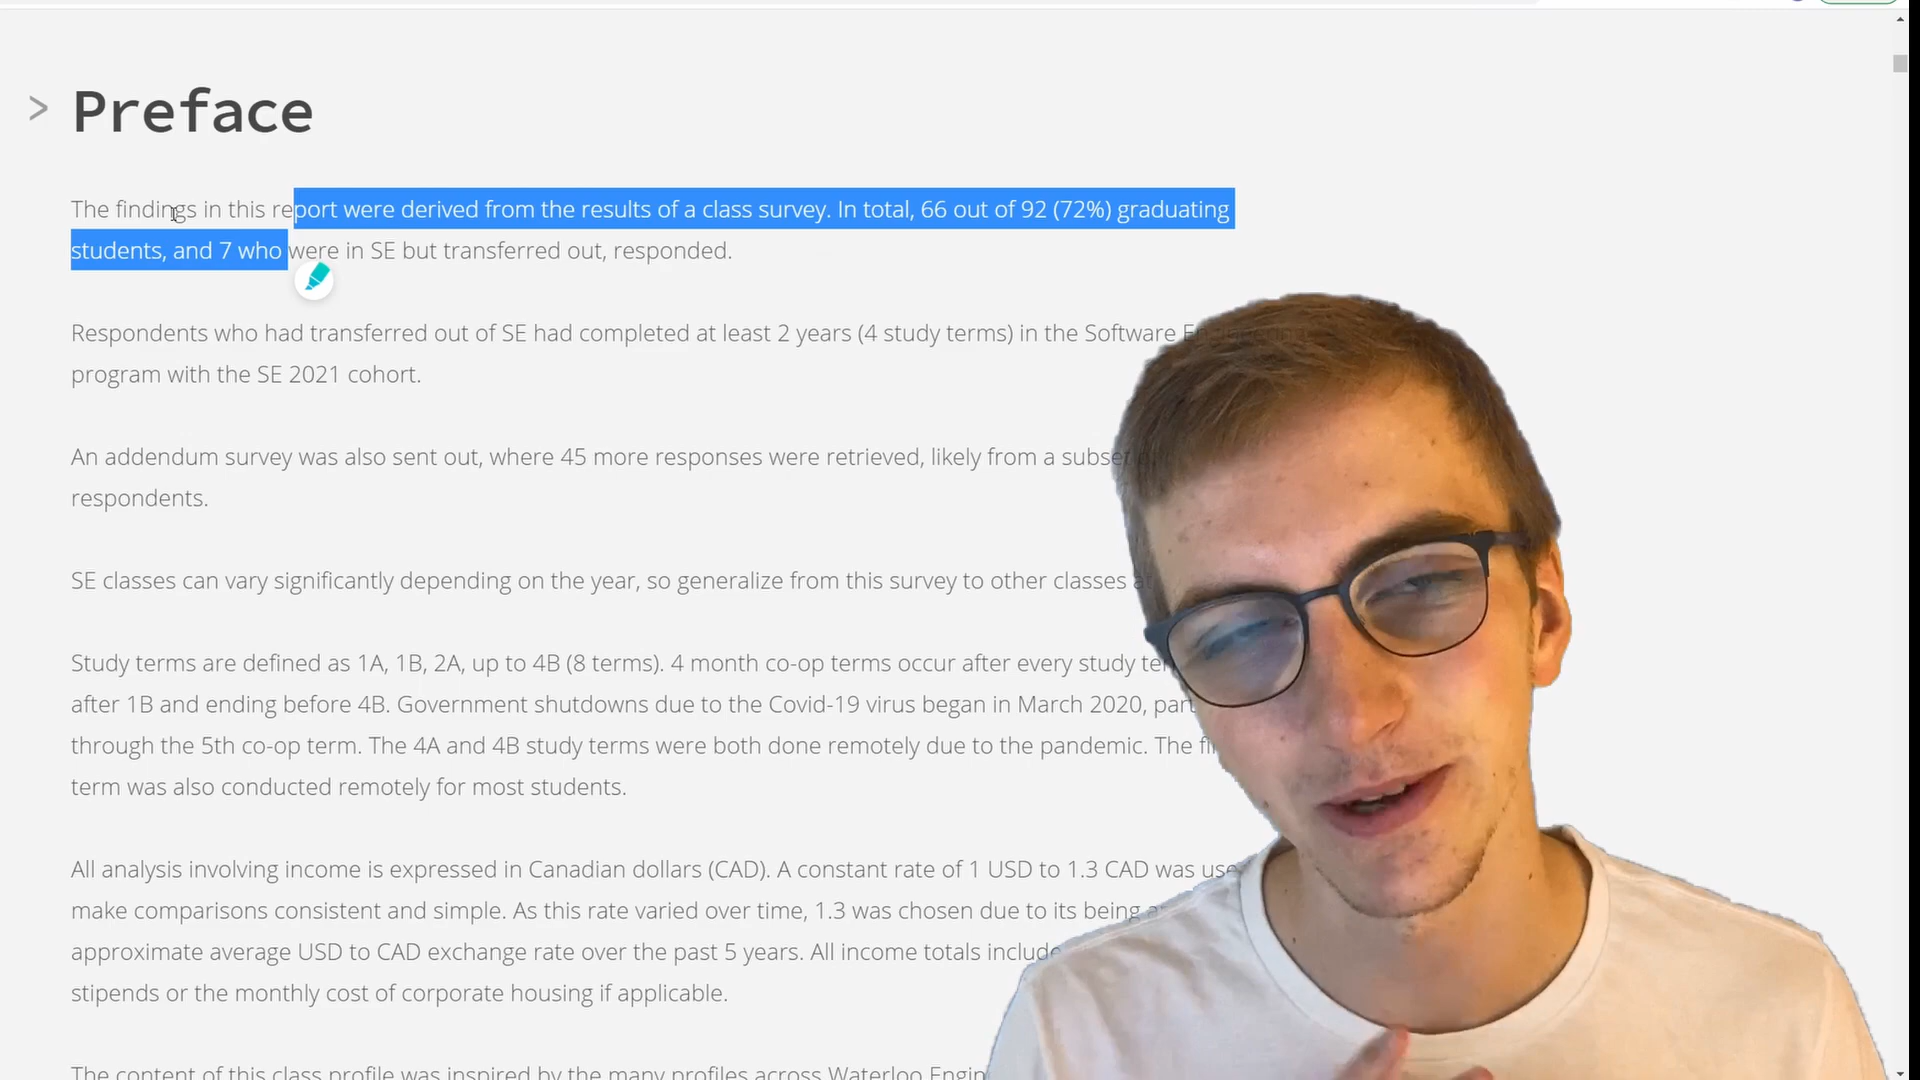 > Preface
The findings in this report were derived from the results of a class survey. In total, 66 out of 92 (72%) graduating
students, and 7 who were in SE but transferred out, responded.
Respondents who had transferred out of SE had completed at least 2 years (4 study terms) in the Software Engineering
program with the SE 2021 cohort.
An addendum survey was also sent out, where 45 more responses were retrieved, likely from a subset
respondents.
SE classes can vary significantly depending on the year, so generalize from this survey to other classes at
Study terms are defined as 1A, 1B, 2A, up to 4B (8 terms). 4 month co-op terms occur after every study
after 1B and ending before 4B. Government shutdowns due to the Covid-19 virus began in March 2020,
through the 5th co-op term. The 4A and 4B study terms were both done remotely due to the pandemic. The
term was also conducted remotely for most students.
All analysis involving income is expressed in Canadian dollars (CAD). A constant rate of 1 USD to 1.3 CAD was
make comparisons consistent and simple. As this rate varied over time, 1.3 was chosen due to its being
approximate average USD to CAD exchange rate over the past 5 years. All income totals include
stipends or the monthly cost of corporate housing if applicable.
The content of this class profile was inspired by the many profiles across Waterloo